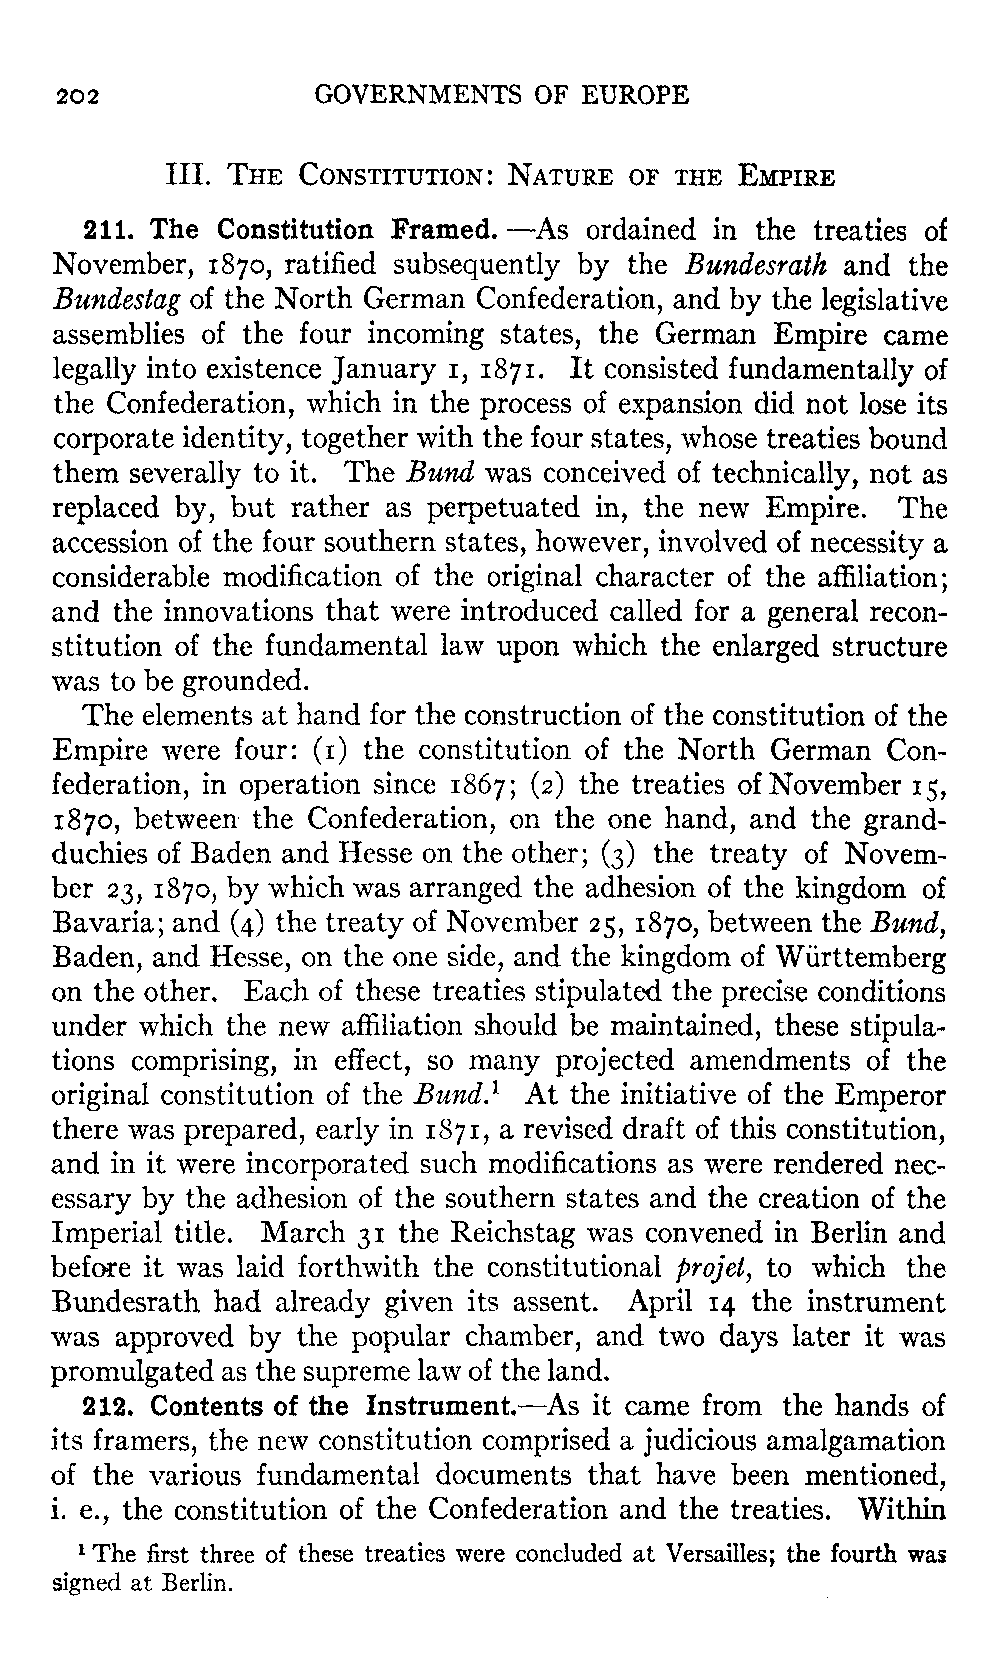 202 GOVERNMENTS OF EUROPE
III. THE CONSTITUTION: NATURE OF THE EMPIRE
211. The Constitution Framed.—As ordained in the treaties of
November, 1870, ratified subsequently by the Bundesrath and the
Bundestag of the North German Confederation, and by the legislative
assemblies of the four incoming states, the German Empire came
legally into existence January 1, 1871. It consisted fundamentally of
the Confederation, which in the process of expansion did not lose its
corporate identity, together with the four states, whose treaties bound
them severally to it. The Bund was conceived of technically, not as
replaced by, but rather as perpetuated in, the new Empire. The
accession of the four southern states, however, involved of necessity a
considerable modification of the original character of the affiliation;
and the innovations that were introduced called for a general recon-
stitution of the fundamental law upon which the enlarged structure
was to be grounded.
The elements at hand for the construction of the constitution of the
Empire were four: (1) the constitution of the North German Con-
federation, in operation since 1867; (2) the treaties of November 15,
1870, between the Confederation, on the one hand, and the grand-
duchies of Baden and Hesse on the other; (3) the treaty of Novem-
ber 23, 1870, by which was arranged the adhesion of the kingdom of
Bavaria; and (4) the treaty of November 25, 1870, between the Bund,
Baden, and Hesse, on the one side, and the kingdom of Württemberg
on the other. Each of these treaties stipulated the precise conditions
under which the new affiliation should be maintained, these stipula-
tions comprising, in effect, so many projected amendments of the
original constitution of the Bund.¹ At the initiative of the Emperor
there was prepared, early in 1871, a revised draft of this constitution,
and in it were incorporated such modifications as were rendered nec-
essary by the adhesion of the southern states and the creation of the
Imperial title. March 31 the Reichstag was convened in Berlin and
before it was laid forthwith the constitutional projet, to which the
Bundesrath had already given its assent. April 14 the instrument
was approved by the popular chamber, and two days later it was
promulgated as the supreme law of the land.
212. Contents of the Instrument.—As it came from the hands of
its framers, the new constitution comprised a judicious amalgamation
of the various fundamental documents that have been mentioned,
i. e., the constitution of the Confederation and the treaties. Within
¹ The first three of these treaties were concluded at Versailles; the fourth was
signed at Berlin.